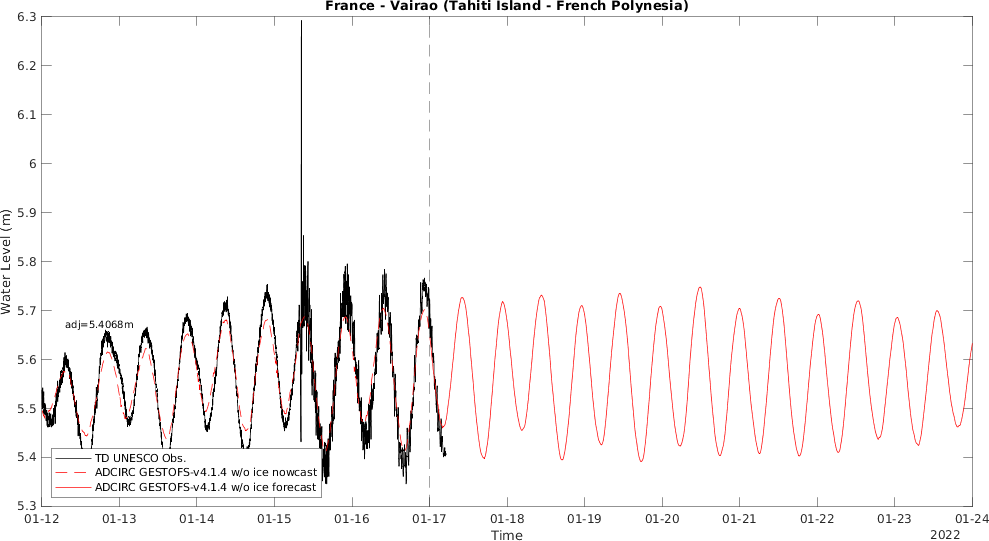 France - Vairao (Tahiti Island - French Polynesia)
6.3
6.2
6.1
6
5.9
5.8
5.7
5.6
5.5
5.4
5.3
Water Level (m)
adj=5.4068m
TD UNESCO Obs.
ADCIRC GESTOFS-v4.1.4 w/o ice nowcast
ADCIRC GESTOFS-v4.1.4 w/o ice forecast
01-12 01-13 01-14 01-15 01-16 01-17 01-18 01-19 01-20 01-21 01-22 01-23 01-24
Time
2022